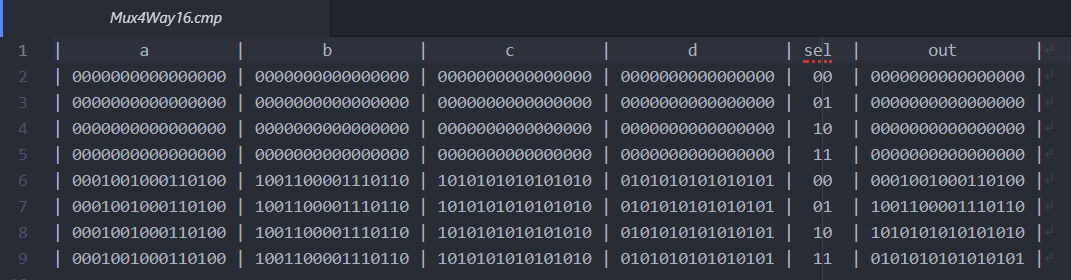 Mux4Way16.cmp
1 | a | b | c | d | sel | out |
2 | 0000000000000000 | 0000000000000000 | 0000000000000000 | 0000000000000000 | 00 | 0000000000000000 |
3 | 0000000000000000 | 0000000000000000 | 0000000000000000 | 0000000000000000 | 01 | 0000000000000000 |
4 | 0000000000000000 | 0000000000000000 | 0000000000000000 | 0000000000000000 | 10 | 0000000000000000 |
5 | 0000000000000000 | 0000000000000000 | 0000000000000000 | 0000000000000000 | 11 | 0000000000000000 |
6 | 0001001000110100 | 1001100001110110 | 1010101010101010 | 0101010101010101 | 00 | 0001001000110100 |
7 | 0001001000110100 | 1001100001110110 | 1010101010101010 | 0101010101010101 | 01 | 1001100001110110 |
8 | 0001001000110100 | 1001100001110110 | 1010101010101010 | 0101010101010101 | 10 | 1010101010101010 |
9 | 0001001000110100 | 1001100001110110 | 1010101010101010 | 0101010101010101 | 11 | 0101010101010101 |